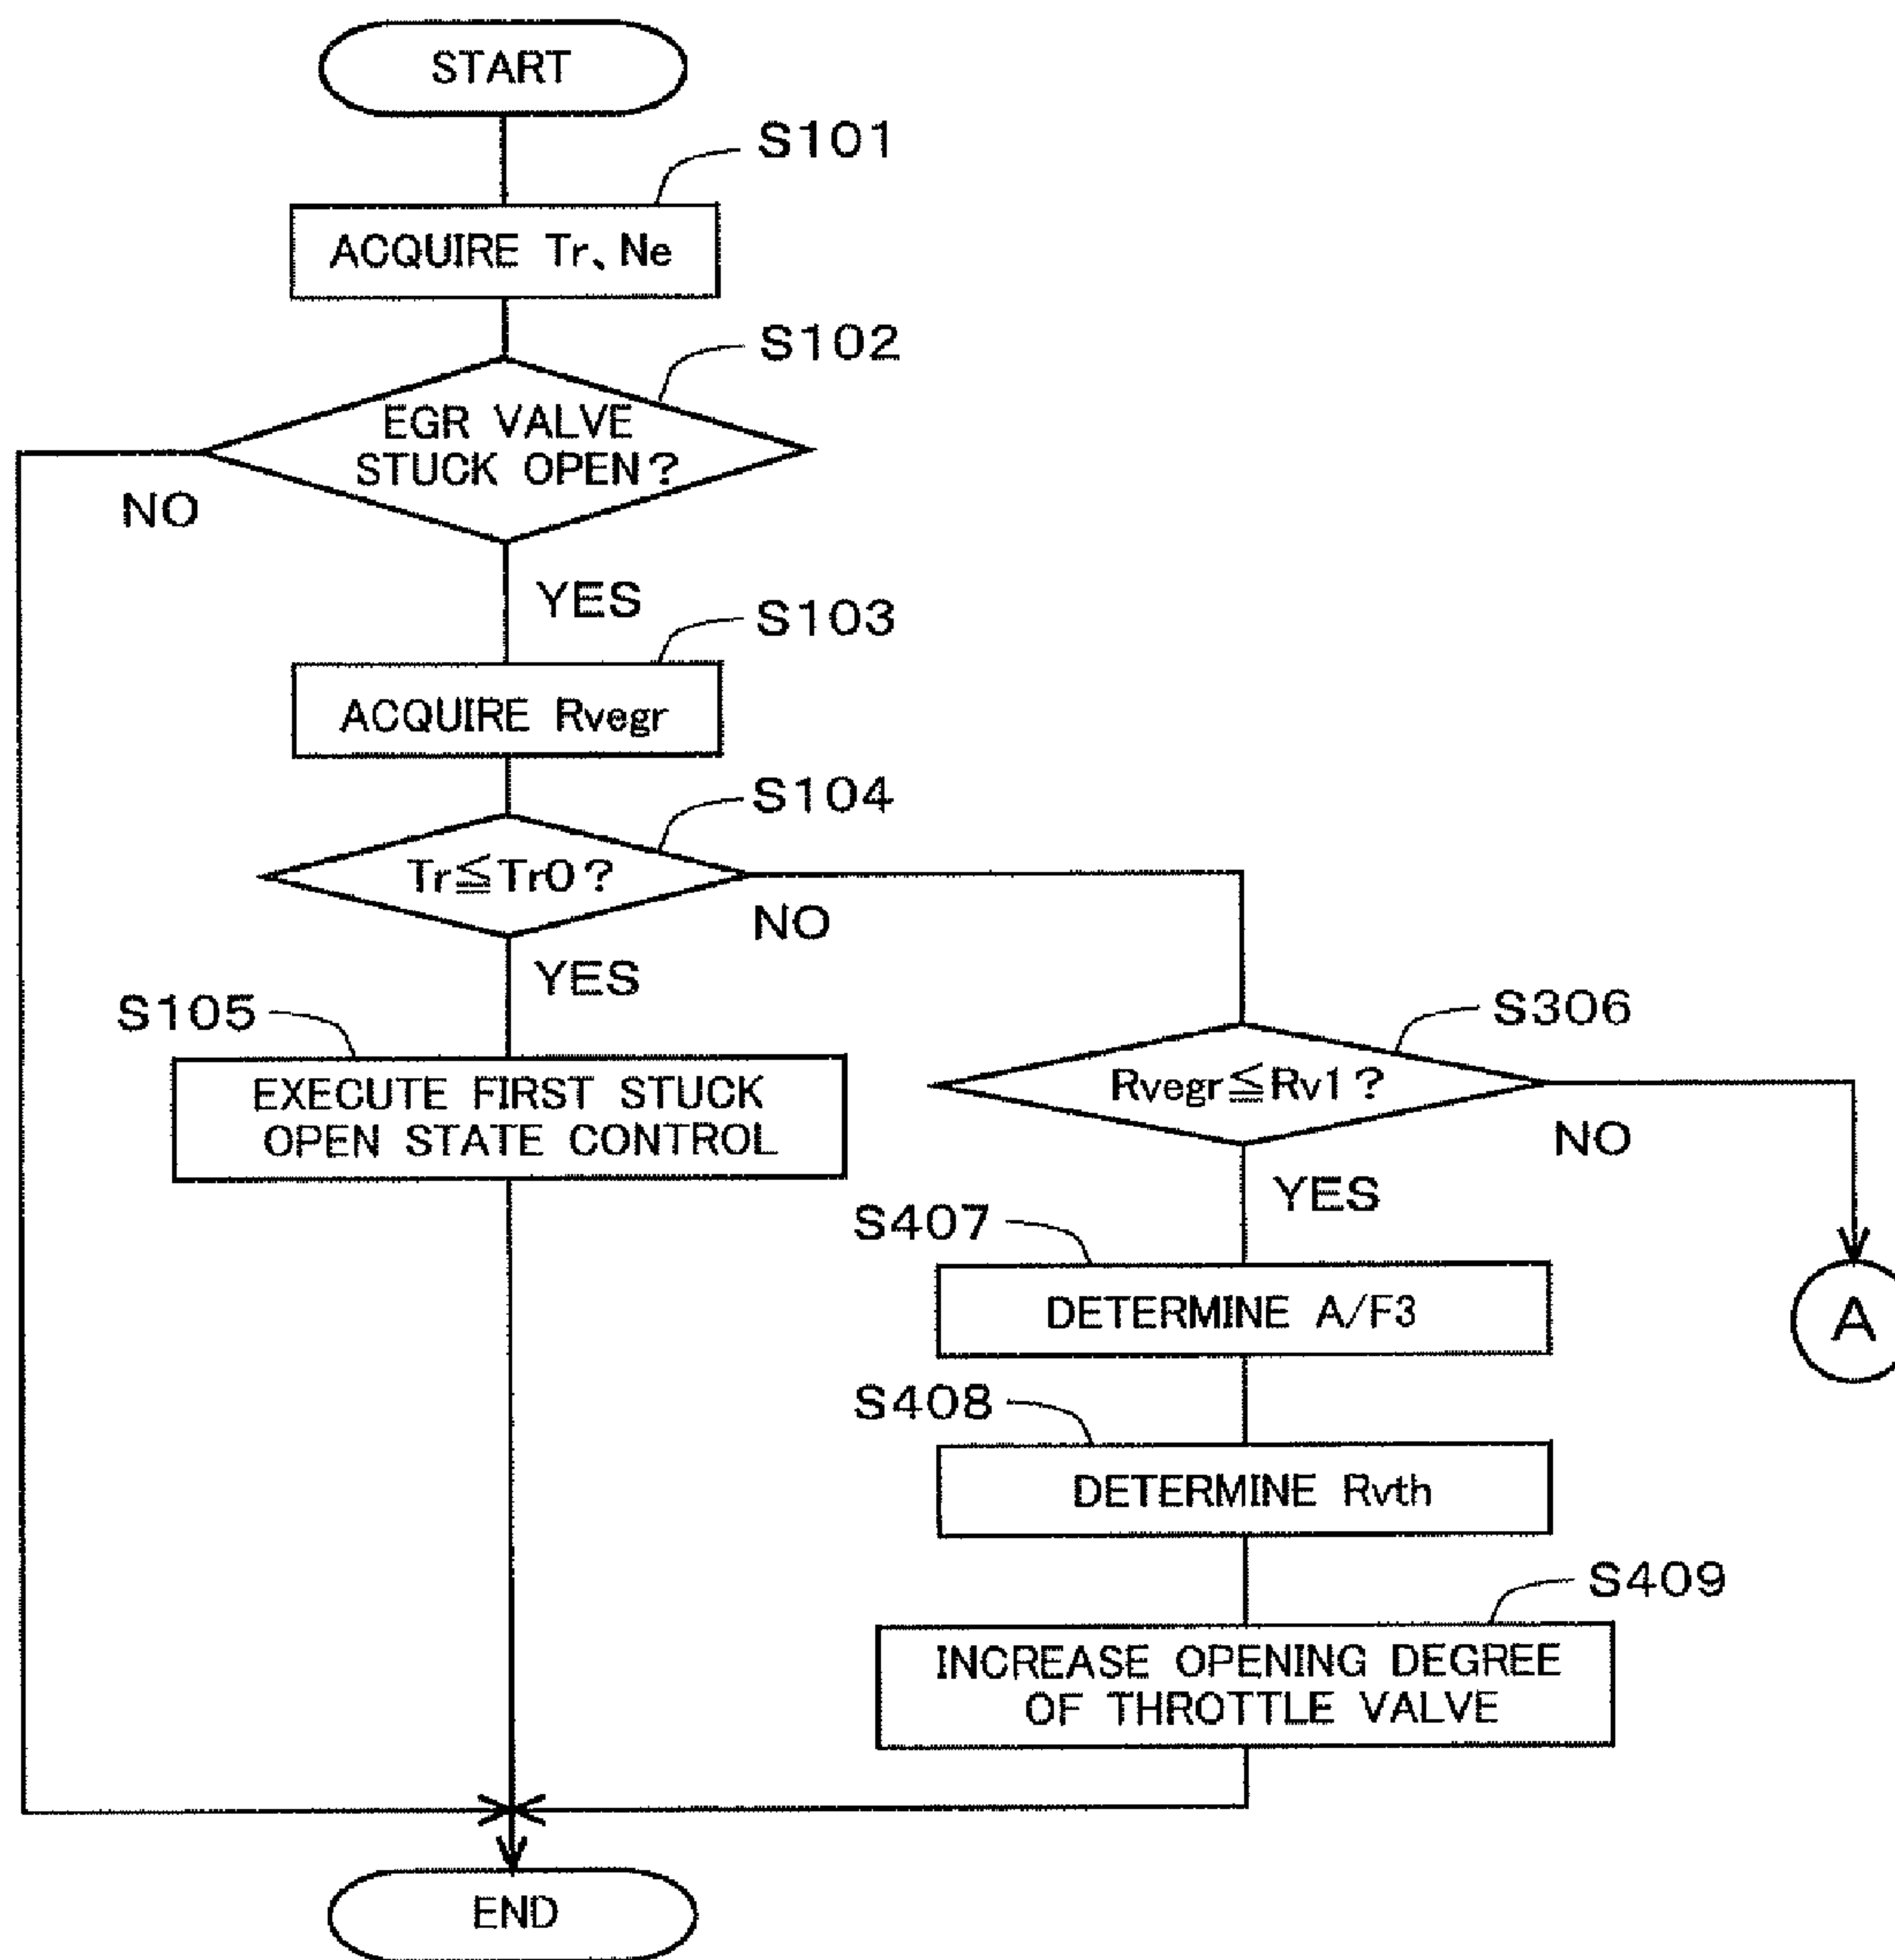 START
S101
ACQUIRE Tr、Ne
S102
EGR VALVE
STUCK OPEN?
NO
YES
S103
ACQUIRE Rvegr
S104
Tr≦Tr0?
NO
YES
S105
EXECUTE FIRST STUCK
OPEN STATE CONTROL
S306
Rvegr≦Rv1?
NO
YES
A
S407
DETERMINE A/F3
S408
DETERMINE Rvth
S409
INCREASE OPENING DEGREE
OF THROTTLE VALVE
END